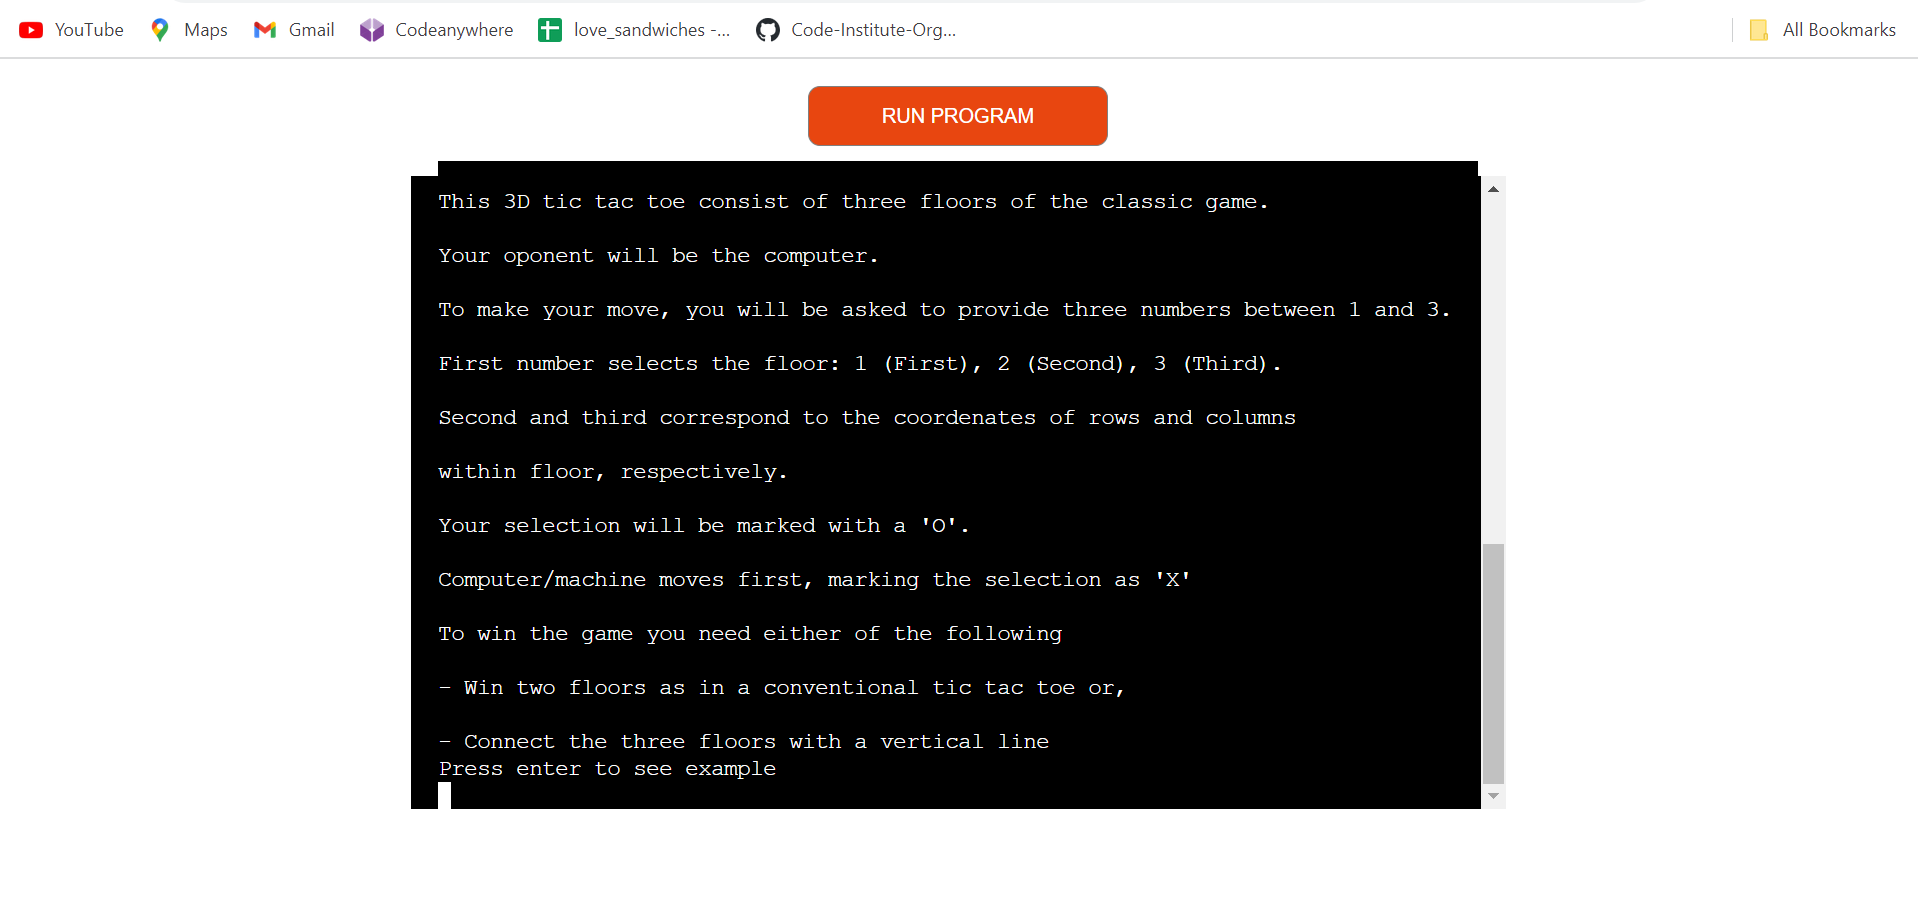 YouTube Maps Gmail Codeanywhere love_sandwiches -... Code-Institute-Org... All Bookmarks
RUN PROGRAM
This 3D tic tac toe consist of three floors of the classic game.
Your oponent will be the computer.
To make your move, you will be asked to provide three numbers between 1 and 3.
First number selects the floor: 1 (First), 2 (Second), 3 (Third).
Second and third correspond to the coordenates of rows and columns
within floor, respectively.
Your selection will be marked with a 'O'.
Computer/machine moves first, marking the selection as 'X'
To win the game you need either of the following
- Win two floors as in a conventional tic tac toe or,
- Connect the three floors with a vertical line
Press enter to see example